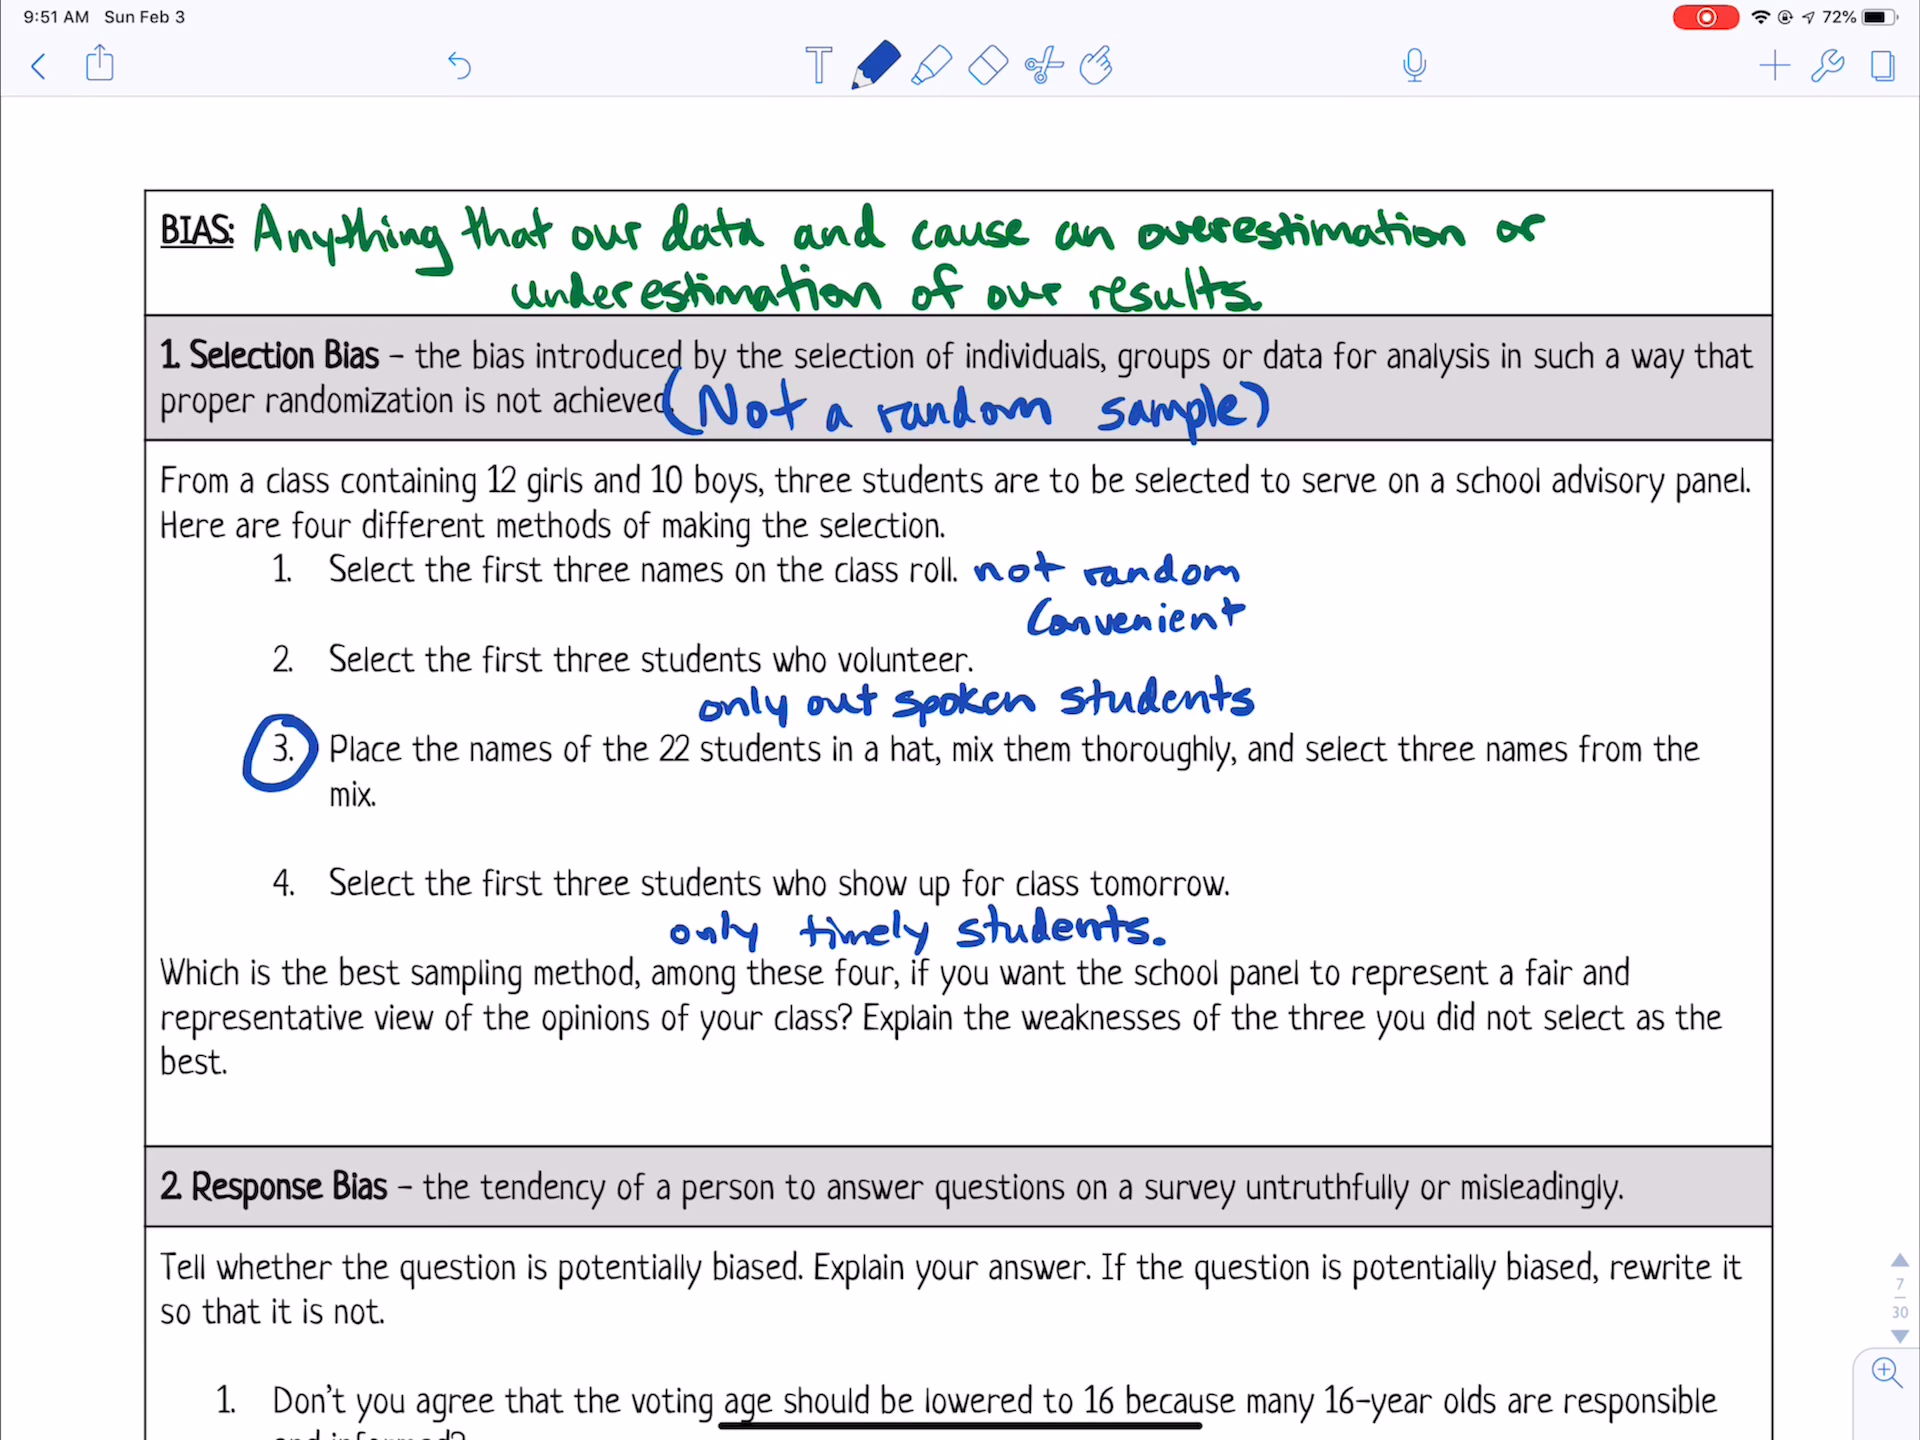 9:51 AM Sun Feb 3
72%
T
BIAS: Anything that our data and cause an overestimation or
underestimation of our results.
1. Selection Bias – the bias introduced by the selection of individuals, groups or data for analysis in such a way that
proper randomization is not achieved. (Not a random sample)
From a class containing 12 girls and 10 boys, three students are to be selected to serve on a school advisory panel.
Here are four different methods of making the selection.
1. Select the first three names on the class roll. not random
Convenient
2. Select the first three students who volunteer.
only out spoken students
3. Place the names of the 22 students in a hat, mix them thoroughly, and select three names from the
mix.
4. Select the first three students who show up for class tomorrow.
only timely students.
Which is the best sampling method, among these four, if you want the school panel to represent a fair and
representative view of the opinions of your class? Explain the weaknesses of the three you did not select as the
best.
2. Response Bias – the tendency of a person to answer questions on a survey untruthfully or misleadingly.
Tell whether the question is potentially biased. Explain your answer. If the question is potentially biased, rewrite it
so that it is not.
7
30
1. Don't you agree that the voting age should be lowered to 16 because many 16-year olds are responsible
and informed?